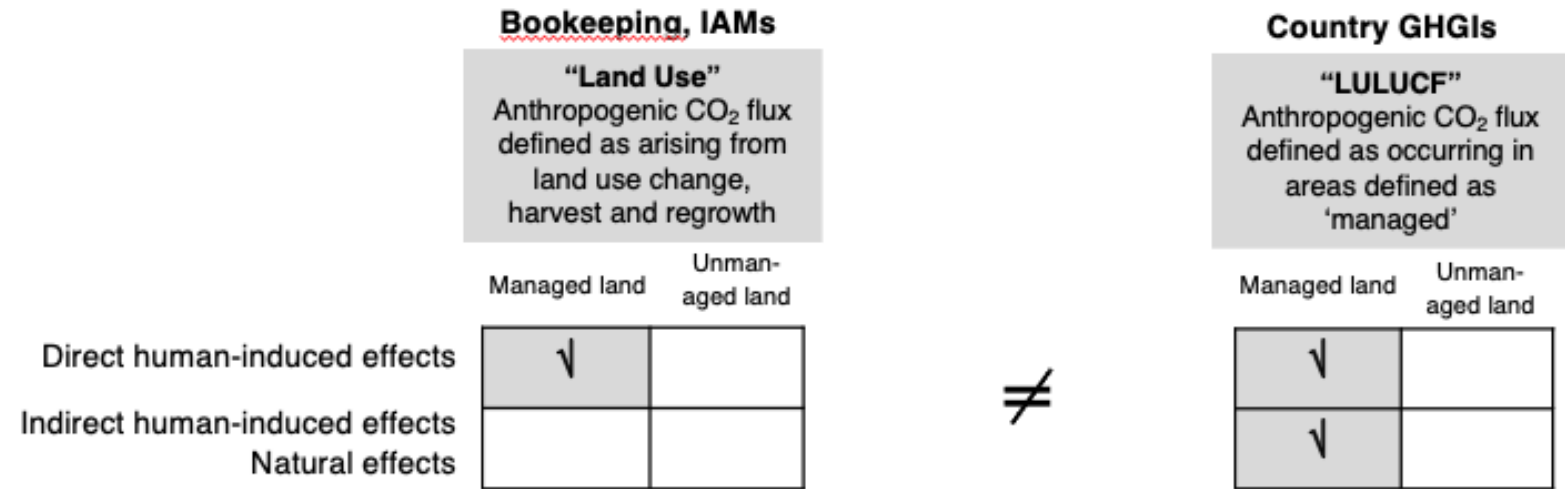 Bookeeping, IAMs
“Land Use”
Anthropogenic CO₂ flux
defined as arising from
land use change,
harvest and regrowth
Managed land
Unman-
aged land
Country GHGIs
“LULUCF”
Anthropogenic CO₂ flux
defined as occurring in
areas defined as
‘managed’
Managed land
Unman-
aged land
Direct human-induced effects
√
≠
√
Indirect human-induced effects
Natural effects
√